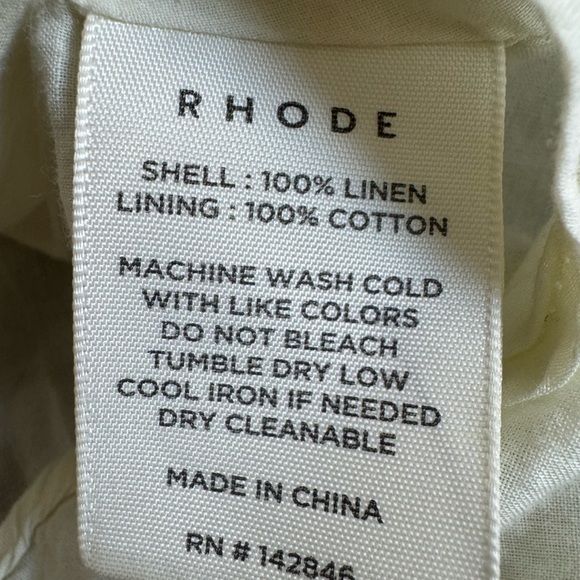 RHODE
SHELL : 100% LINEN
LINING : 100% COTTON
MACHINE WASH COLD
WITH LIKE COLORS
DO NOT BLEACH
TUMBLE DRY LOW
COOL IRON IF NEEDED
DRY CLEANABLE
MADE IN CHINA
RN # 142846